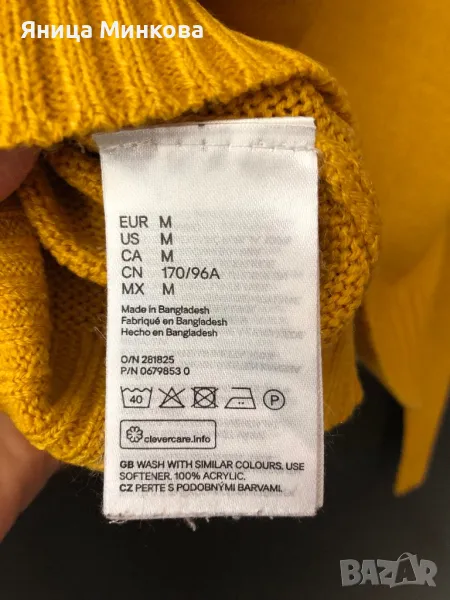 Яница Минкова
EUR M
US M
CA M
CN 170/96A
MX M
Made in Bangladesh
Fabriqué en Bangladesh
Hecho en Bangladesh
O/N 281825
P/N 0679853 0
40 P
clevercare.info
GB WASH WITH SIMILAR COLOURS. USE
SOFTENER. 100% ACRYLIC.
CZ PERTE S PODOBNÝMI BARVAMI.
BAZAR